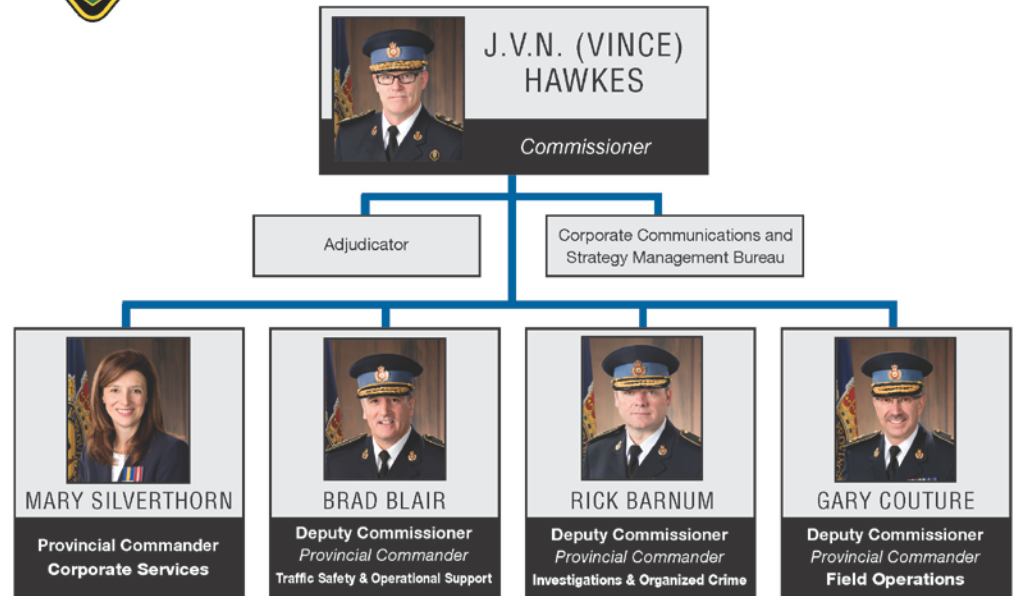 J.V.N. (VINCE)
HAWKES
Commissioner
Adjudicator
Corporate Communications and
Strategy Management Bureau
MARY SILVERTHORN
Provincial Commander
Corporate Services
BRAD BLAIR
Deputy Commissioner
Provincial Commander
Traffic Safety & Operational Support
RICK BARNUM
Deputy Commissioner
Provincial Commander
Investigations & Organized Crime
GARY COUTURE
Deputy Commissioner
Provincial Commander
Field Operations